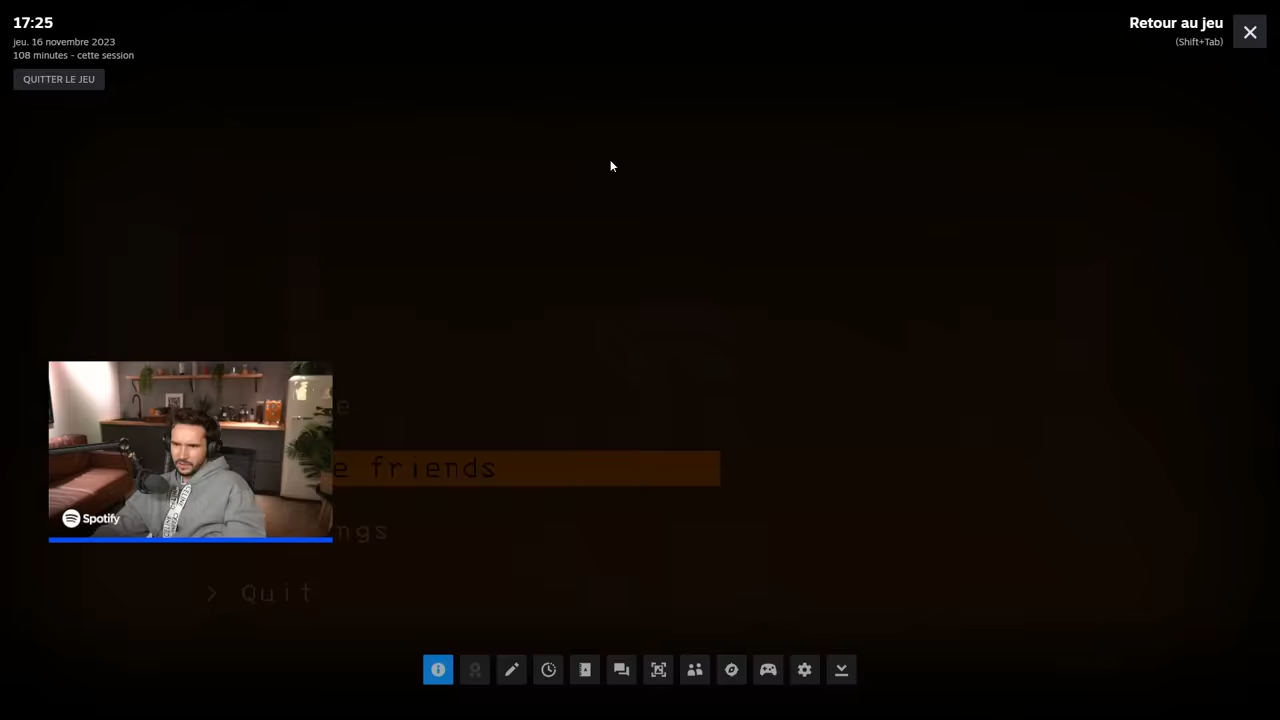 17:25
jeu. 16 novembre 2023
108 minutes - cette session
QUITTER LE JEU
Retour au jeu
(Shift+Tab)
e
e friends
ngs
> Quit
Spotify